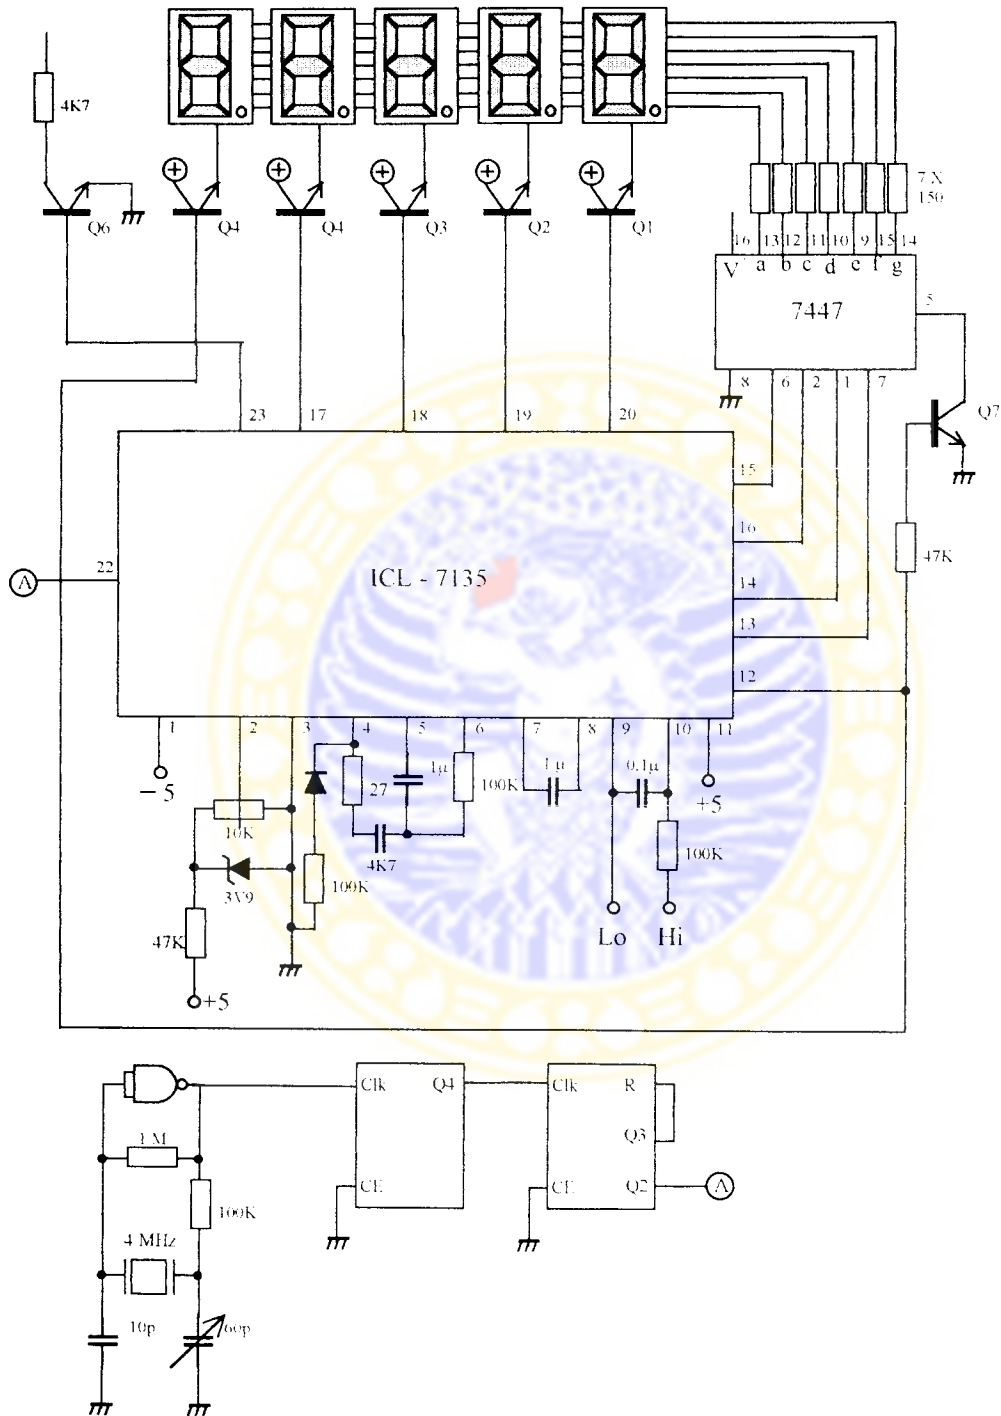 4K7
Q6
Q4
Q4
Q3
Q2
Q1
7 X
150
16 13 12 11 10 9 15 14
V a b c d e f g
7447
5
8 6 2 1 7
Q7
23 17 18 19 20
15
16
14
13
12
22
A
ICL - 7135
47K
1 2 3 4 5 6 7 8 9 10 11
-5
10K
3V9
47K
+5
100K
27
4K7
1µ
100K
1µ
0.1µ
100K
+5
Lo Hi
Clk Q4
CE
Clk R
Q3
CE Q2
A
1 M
100K
4 MHz
10p
60p